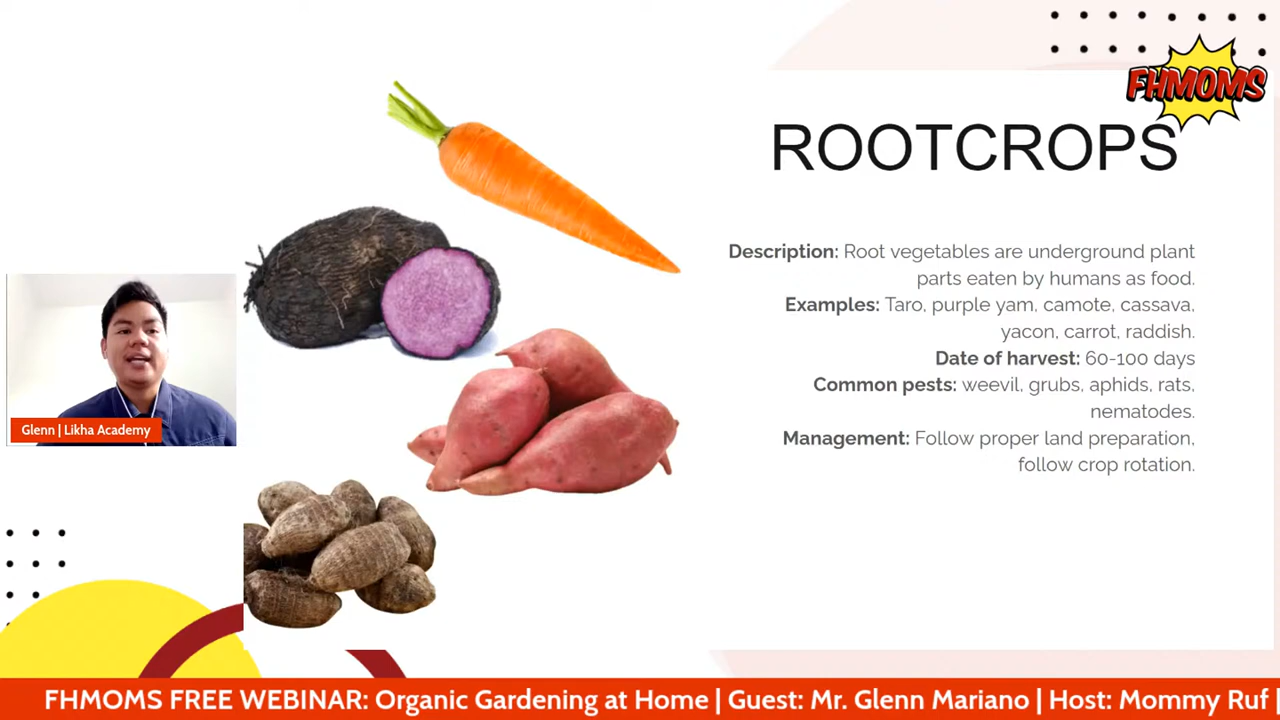 FHMOMS
ROOTCROPS
Description: Root vegetables are underground plant
parts eaten by humans as food.
Examples: Taro, purple yam, camote, cassava,
yacon, carrot, raddish.
Date of harvest: 60-100 days
Common pests: weevil, grubs, aphids, rats,
nematodes.
Management: Follow proper land preparation,
follow crop rotation.
Glenn | Likha Academy
FHMOMS FREE WEBINAR: Organic Gardening at Home | Guest: Mr. Glenn Mariano | Host: Mommy Ruf |